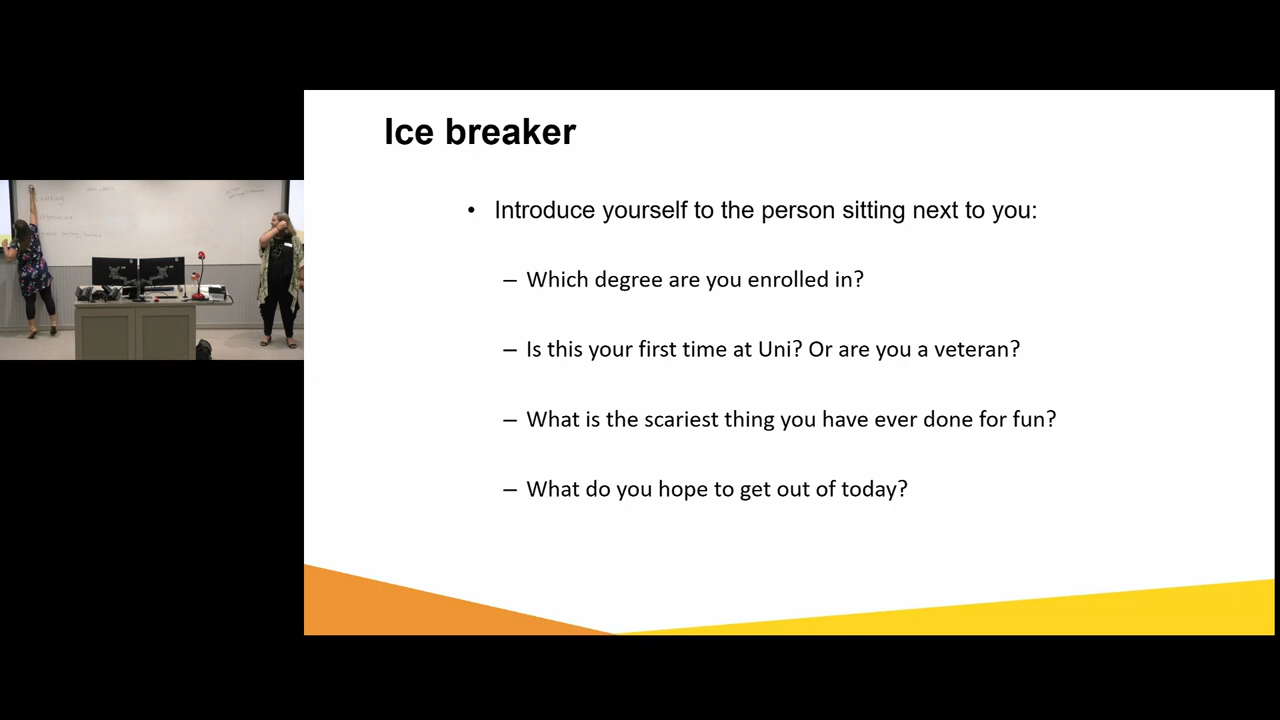 Ice breaker
• Introduce yourself to the person sitting next to you:
– Which degree are you enrolled in?
– Is this your first time at Uni? Or are you a veteran?
– What is the scariest thing you have ever done for fun?
– What do you hope to get out of today?